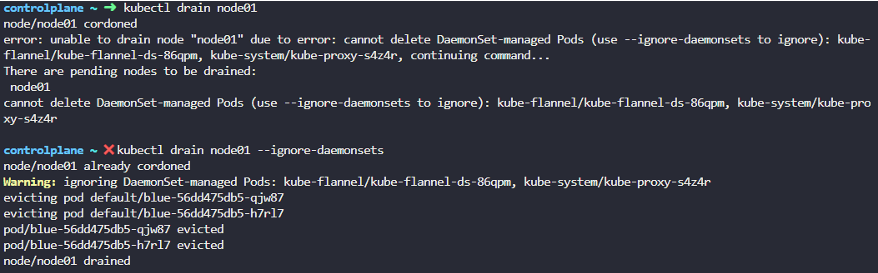 controlplane ~ ➜ kubectl drain node01
node/node01 cordoned
error: unable to drain node "node01" due to error: cannot delete DaemonSet-managed Pods (use --ignore-daemonsets to ignore): kube-
flannel/kube-flannel-ds-86qpm, kube-system/kube-proxy-s4z4r, continuing command...
There are pending nodes to be drained:
 node01
cannot delete DaemonSet-managed Pods (use --ignore-daemonsets to ignore): kube-flannel/kube-flannel-ds-86qpm, kube-system/kube-pro
xy-s4z4r
controlplane ~ ✖ kubectl drain node01 --ignore-daemonsets
node/node01 already cordoned
Warning: ignoring DaemonSet-managed Pods: kube-flannel/kube-flannel-ds-86qpm, kube-system/kube-proxy-s4z4r
evicting pod default/blue-56dd475db5-qjw87
evicting pod default/blue-56dd475db5-h7rl7
pod/blue-56dd475db5-qjw87 evicted
pod/blue-56dd475db5-h7rl7 evicted
node/node01 drained